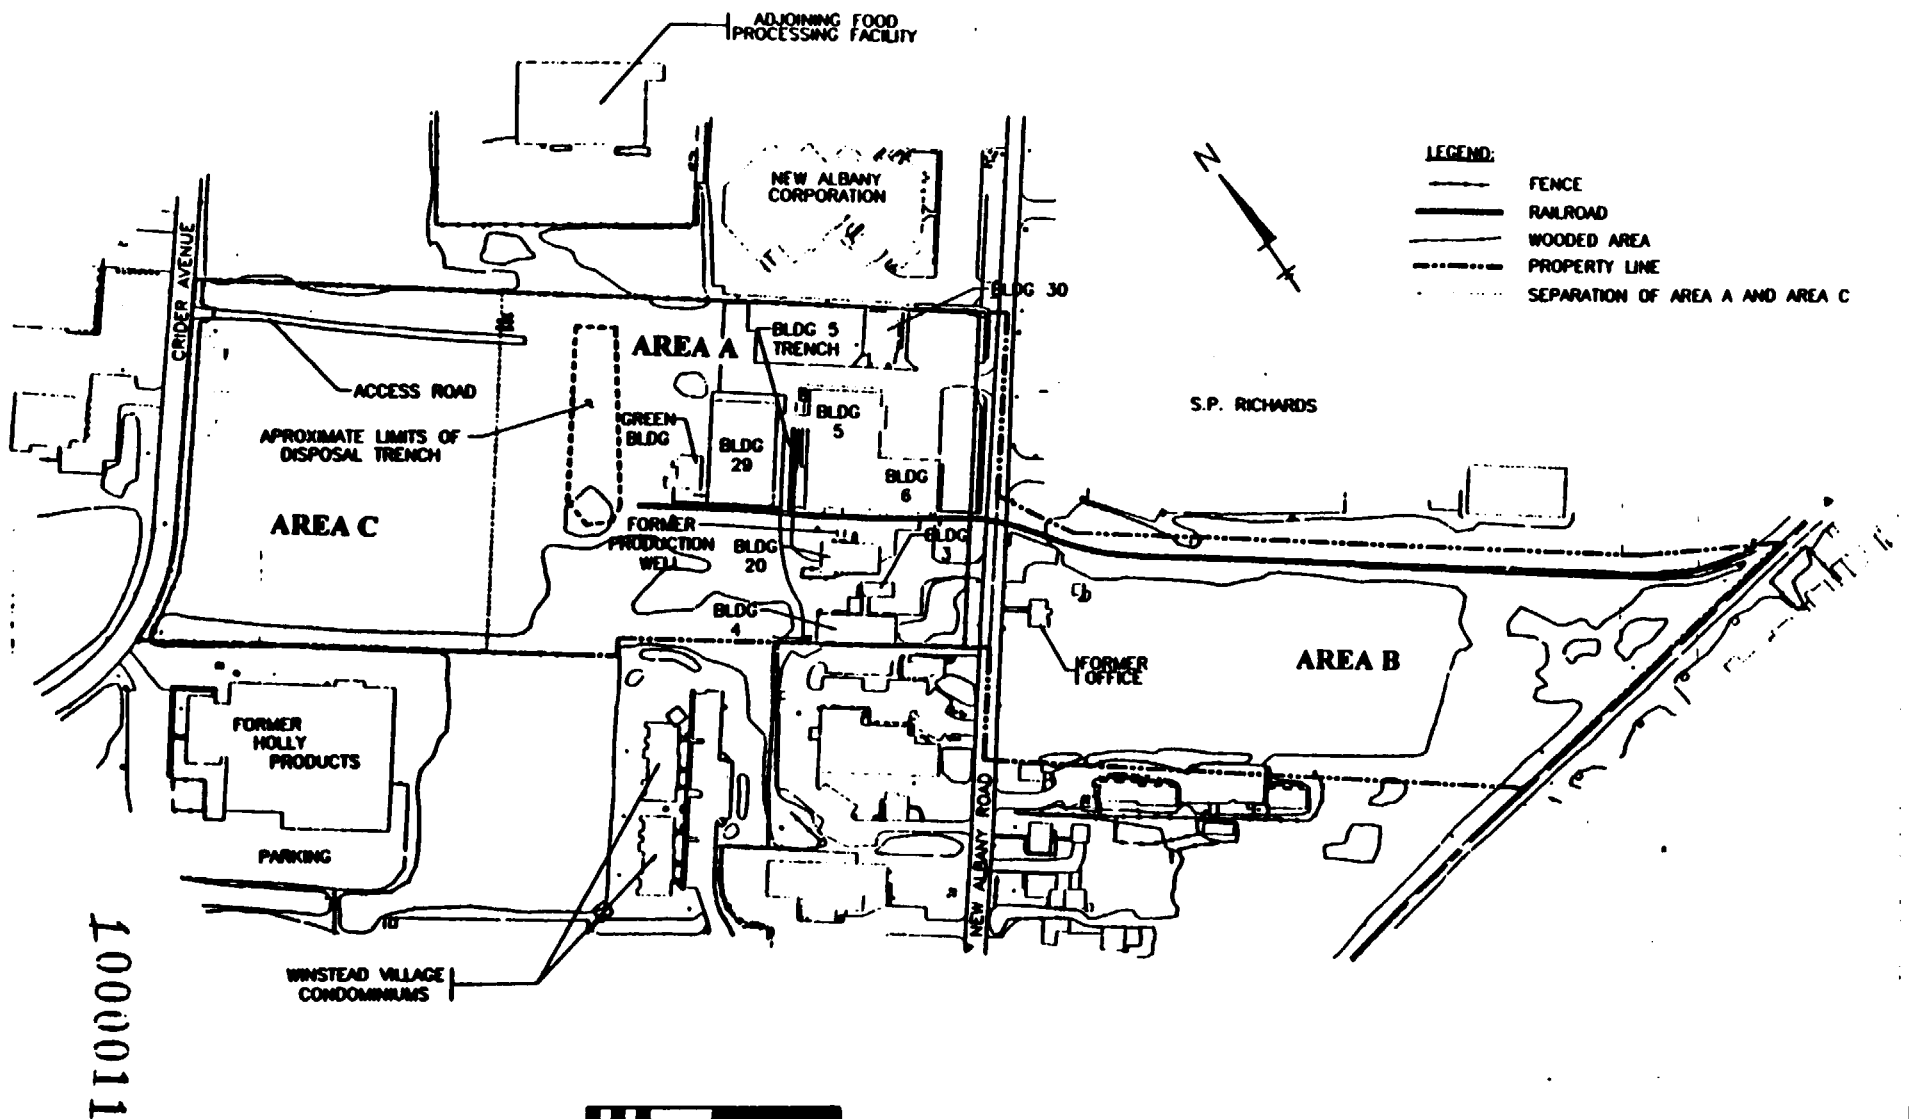 ADJOINING FOOD
PROCESSING FACILITY
NEW ALBANY
CORPORATION
N
LEGEND:
FENCE
RAILROAD
WOODED AREA
PROPERTY LINE
SEPARATION OF AREA A AND AREA C
CRIDER AVENUE
BLDG 30
BLDG 5
TRENCH
AREA A
ACCESS ROAD
S.P. RICHARDS
APROXIMATE LIMITS OF
DISPOSAL TRENCH
GREEN
BLDG
BLDG
29
BLDG
5
BLDG
6
AREA C
FORMER
PRODUCTION
WELL
BLDG
20
BLDG
3
BLDG
4
FORMER
OFFICE
AREA B
FORMER
HOLLY
PRODUCTS
PARKING
NEW ALBANY ROAD
WINSTEAD VILLAGE
CONDOMINIUMS
1000011